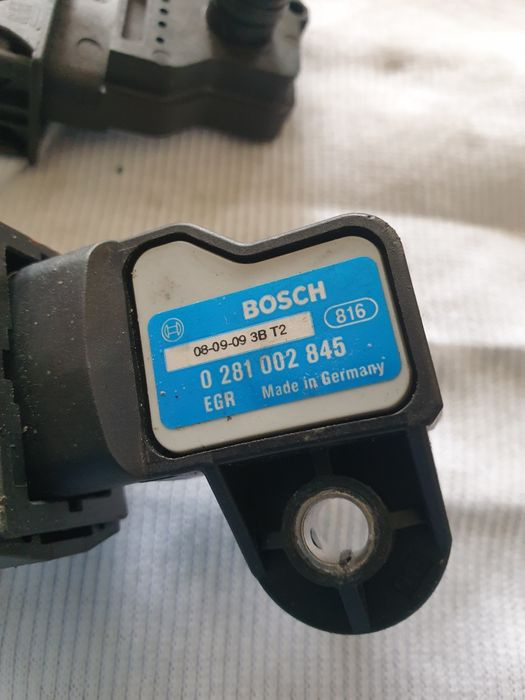 BOSCH
816
08-09-09 3B T2
0 281 002 845
EGR Made in Germany